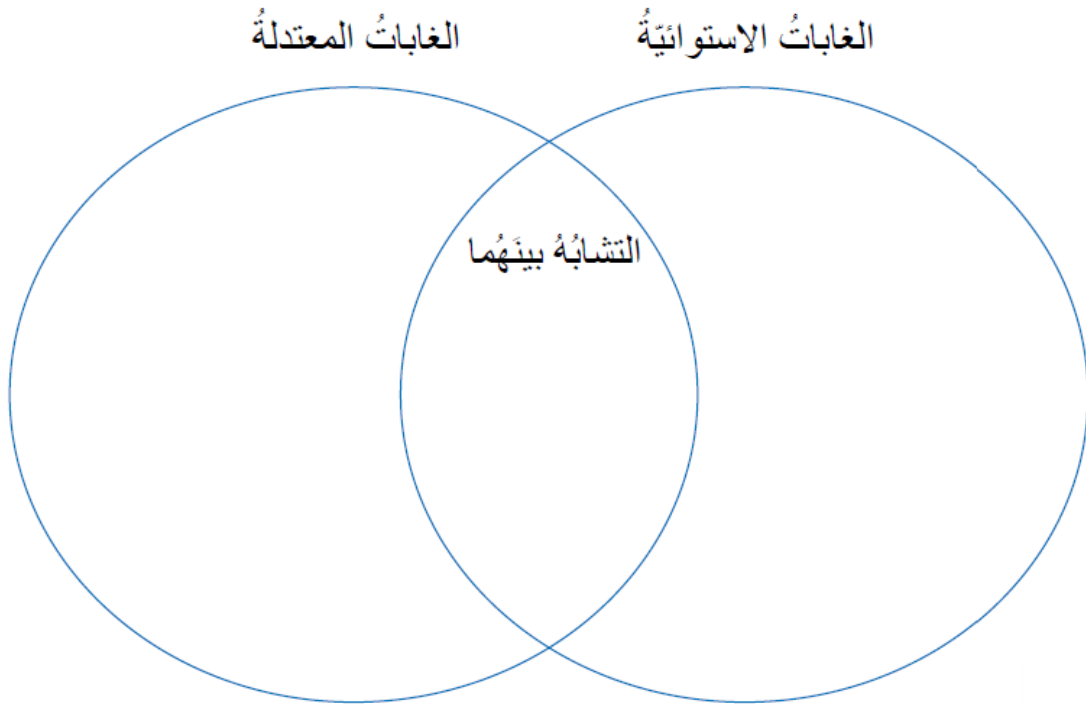 الغاباتُ الاستوائيّةُ
الغاباتُ المعتدلةُ
التشابُهُ بينَهُما